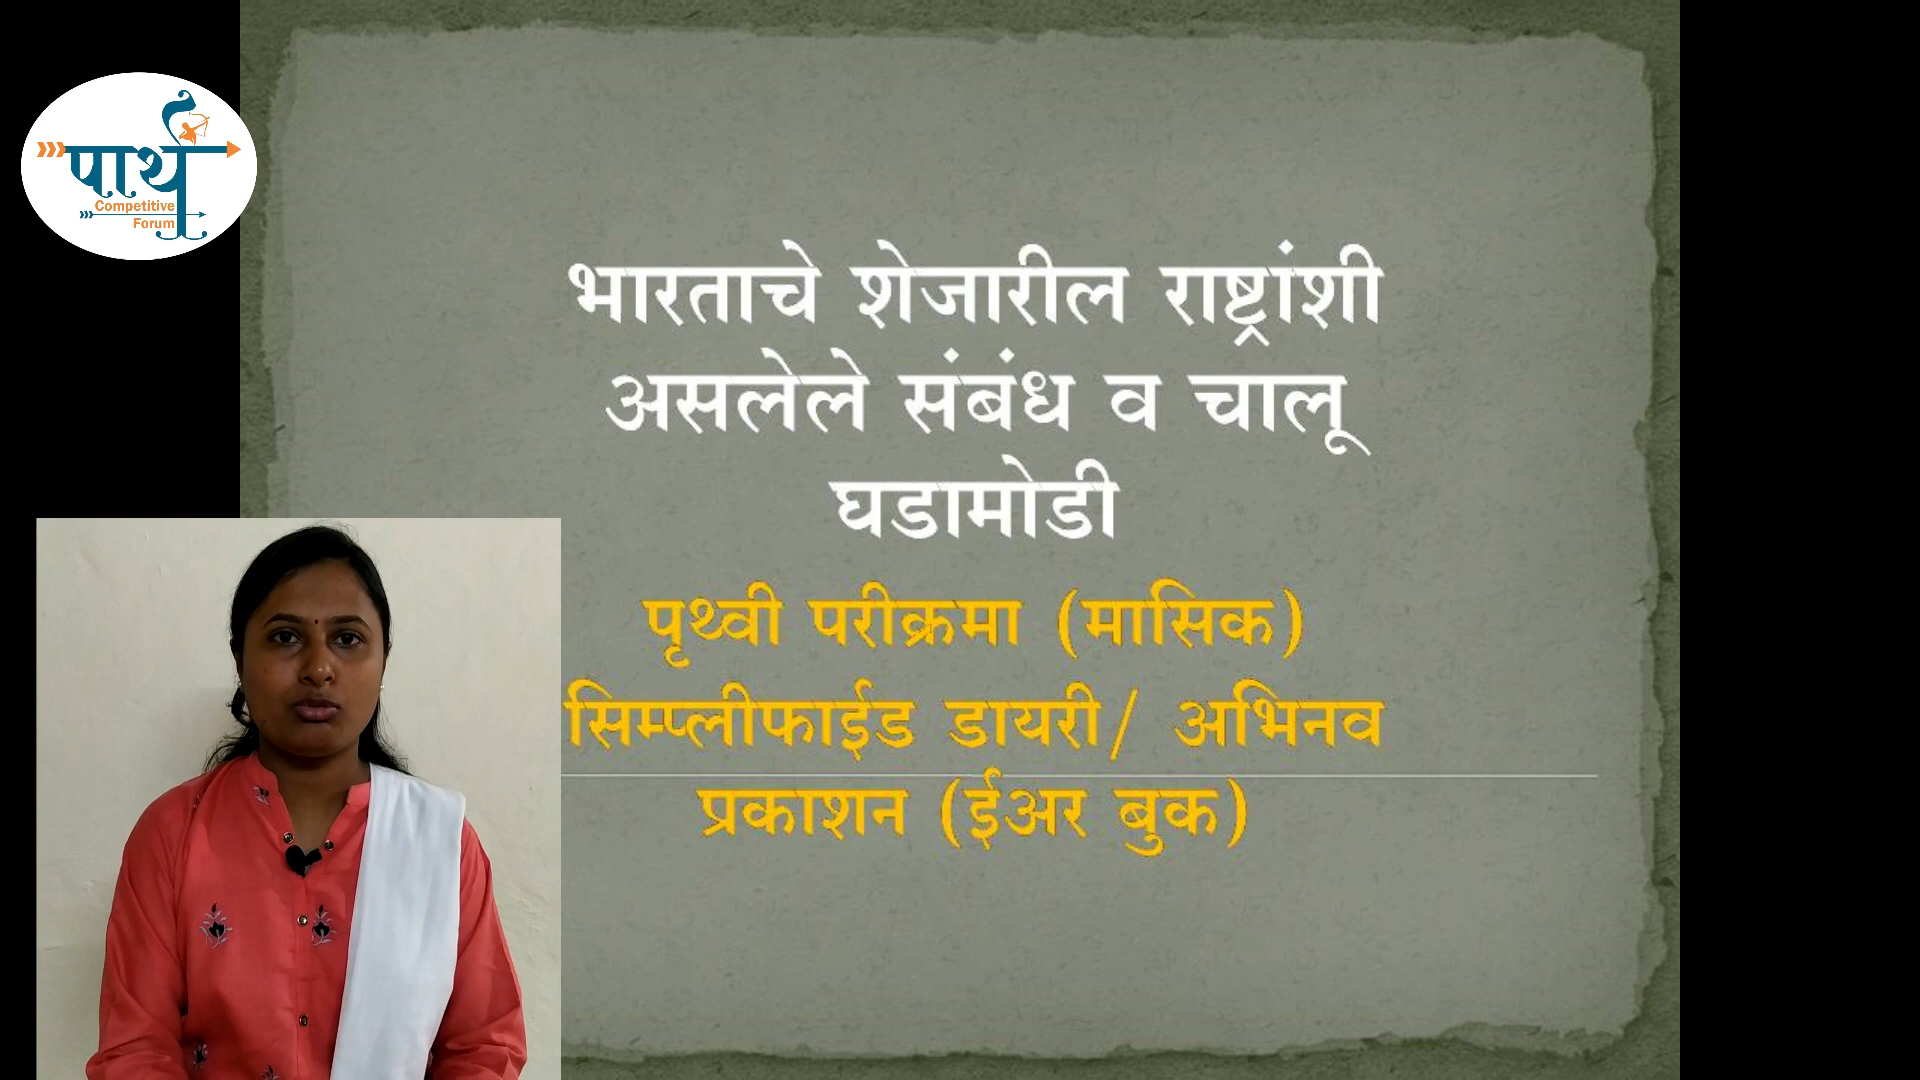 पार्थ
Competitive
Forum
भारताचे शेजारील राष्ट्रांशी
असलेले संबंध व चालू
घडामोडी
पृथ्वी परीक्रमा (मासिक)
सिम्प्लीफाईड डायरी/ अभिनव
प्रकाशन (ईअर बुक)